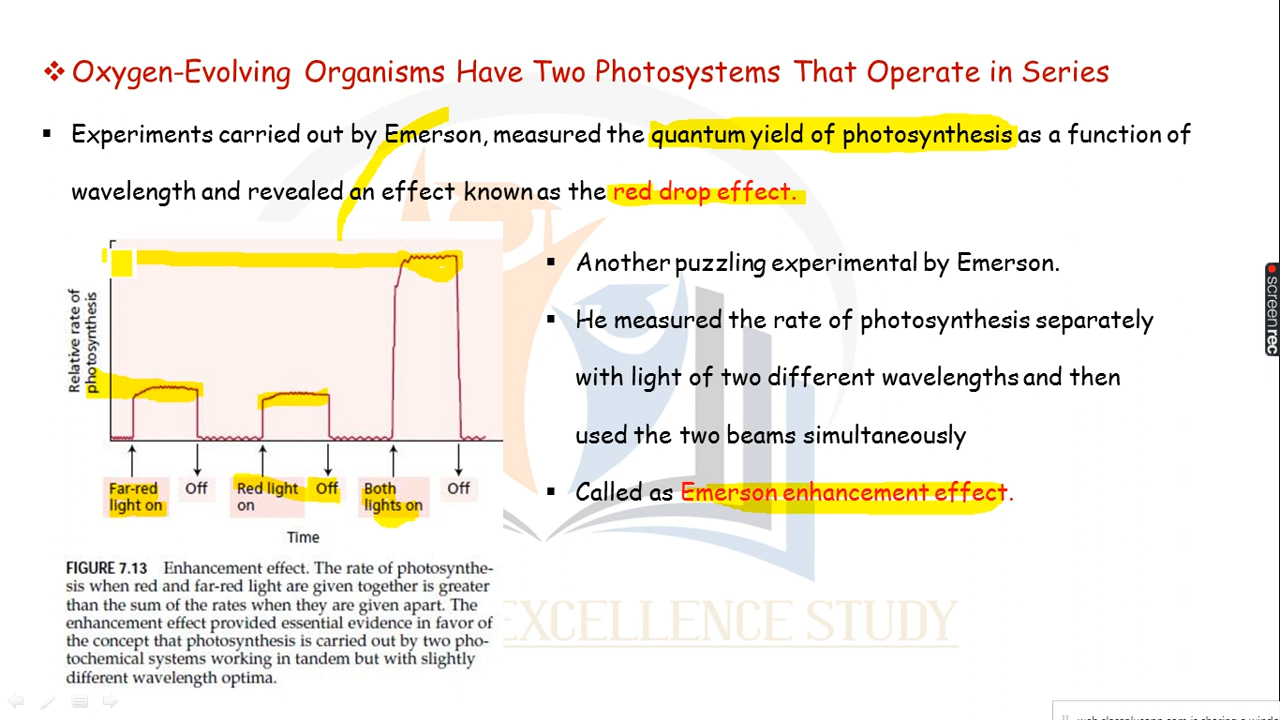 ❖ Oxygen-Evolving Organisms Have Two Photosystems That Operate in Series
▪ Experiments carried out by Emerson, measured the quantum yield of photosynthesis as a function of
wavelength and revealed an effect known as the red drop effect.
▪ Another puzzling experimental by Emerson.
▪ He measured the rate of photosynthesis separately
with light of two different wavelengths and then
used the two beams simultaneously
▪ Called as Emerson enhancement effect.
Relative rate of
photosynthesis
Far-red
light on
Off
Red light
on
Off
Both
lights on
Off
Time
FIGURE 7.13 Enhancement effect. The rate of photosynthe-
sis when red and far-red light are given together is greater
than the sum of the rates when they are given apart. The
enhancement effect provided essential evidence in favor of
the concept that photosynthesis is carried out by two pho-
tochemical systems working in tandem but with slightly
different wavelength optima.
EXCELLENCE STUDY
screenrec